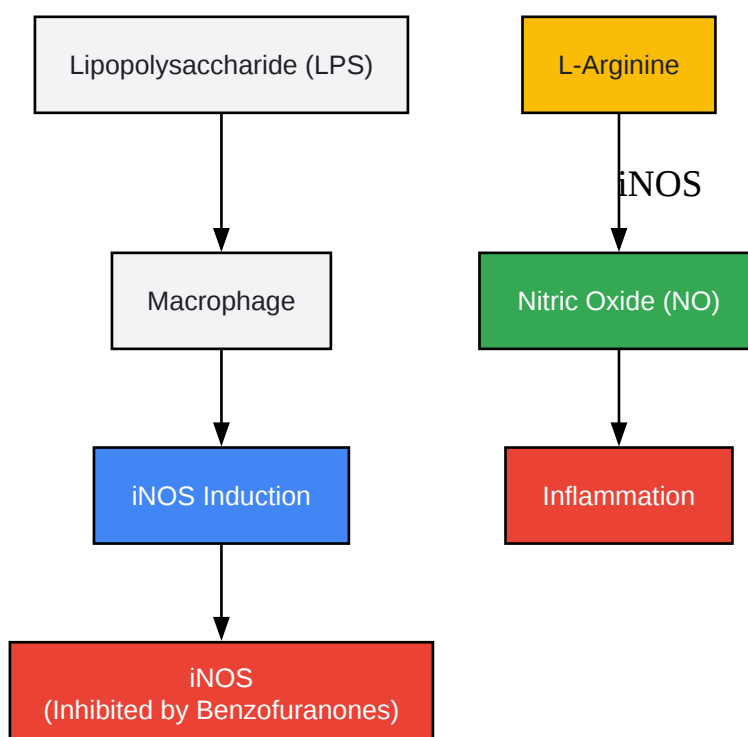 Lipopolysaccharide (LPS)
L-Arginine
iNOS
Macrophage
Nitric Oxide (NO)
iNOS Induction
Inflammation
iNOS
(Inhibited by Benzofuranones)